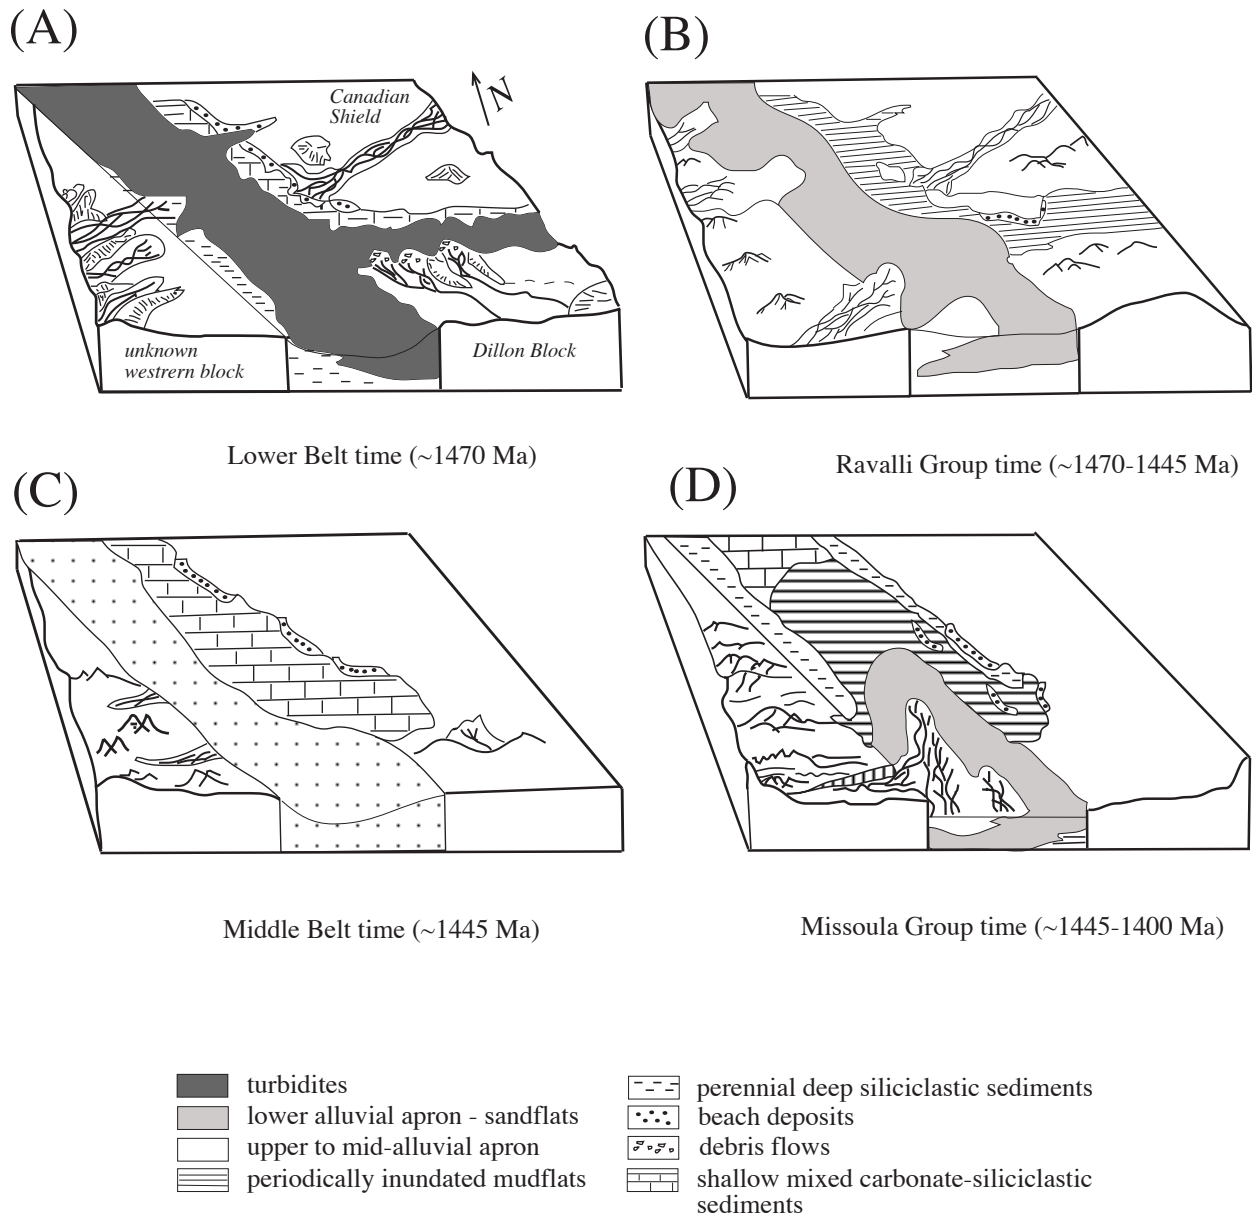 (A)
(B)
Canadian
Shield
N
unknown
westrern block
Dillon Block
Lower Belt time (~1470 Ma)
Ravalli Group time (~1470-1445 Ma)
(C)
(D)
Middle Belt time (~1445 Ma)
Missoula Group time (~1445-1400 Ma)
turbidites
lower alluvial apron - sandflats
upper to mid-alluvial apron
periodically inundated mudflats
perennial deep siliciclastic sediments
beach deposits
debris flows
shallow mixed carbonate-siliciclastic
sediments